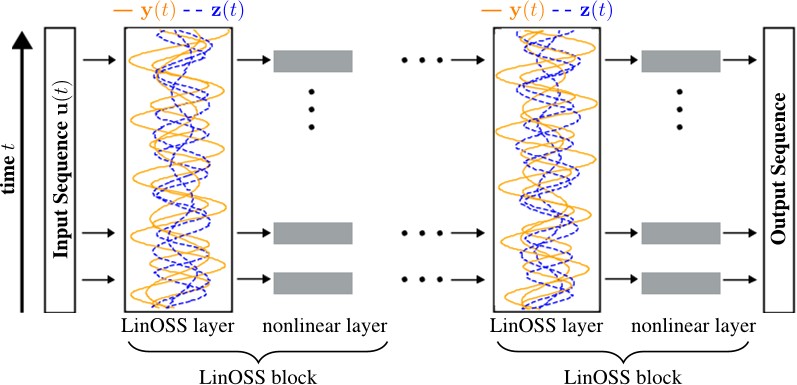 — y(t) -- z(t)
— y(t) -- z(t)
time t
Input Sequence u(t)
Output Sequence
LinOSS layer
nonlinear layer
LinOSS layer
nonlinear layer
LinOSS block
LinOSS block